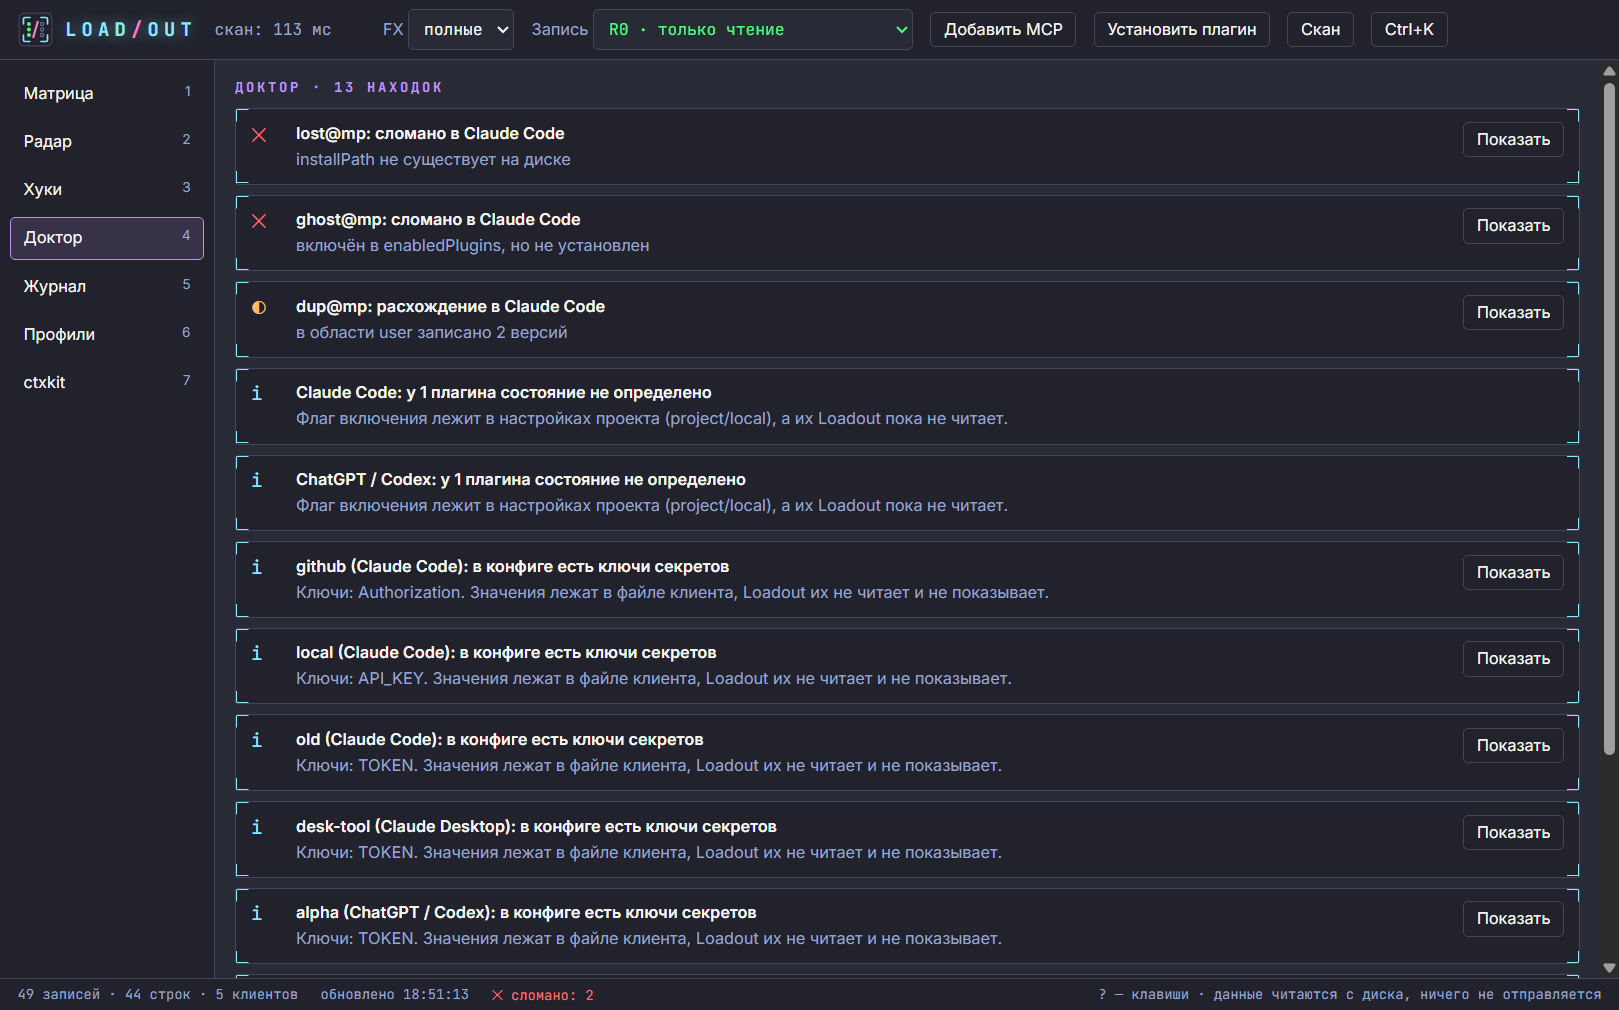 LOAD/OUT скан: 113 мс FX полные Запись R0 · только чтение Добавить MCP Установить плагин Скан Ctrl+K
Матрица 1
Радар 2
Хуки 3
Доктор 4
Журнал 5
Профили 6
ctxkit 7
ДОКТОР · 13 НАХОДОК
lost@mp: сломано в Claude Code
installPath не существует на диске
Показать
ghost@mp: сломано в Claude Code
включён в enabledPlugins, но не установлен
Показать
dup@mp: расхождение в Claude Code
в области user записано 2 версий
Показать
Claude Code: у 1 плагина состояние не определено
Флаг включения лежит в настройках проекта (project/local), а их Loadout пока не читает.
ChatGPT / Codex: у 1 плагина состояние не определено
Флаг включения лежит в настройках проекта (project/local), а их Loadout пока не читает.
github (Claude Code): в конфиге есть ключи секретов
Ключи: Authorization. Значения лежат в файле клиента, Loadout их не читает и не показывает.
Показать
local (Claude Code): в конфиге есть ключи секретов
Ключи: API_KEY. Значения лежат в файле клиента, Loadout их не читает и не показывает.
Показать
old (Claude Code): в конфиге есть ключи секретов
Ключи: TOKEN. Значения лежат в файле клиента, Loadout их не читает и не показывает.
Показать
desk-tool (Claude Desktop): в конфиге есть ключи секретов
Ключи: TOKEN. Значения лежат в файле клиента, Loadout их не читает и не показывает.
Показать
alpha (ChatGPT / Codex): в конфиге есть ключи секретов
Ключи: TOKEN. Значения лежат в файле клиента, Loadout их не читает и не показывает.
Показать
49 записей · 44 строк · 5 клиентов обновлено 18:51:13 сломано: 2 ? — клавиши · данные читаются с диска, ничего не отправляется